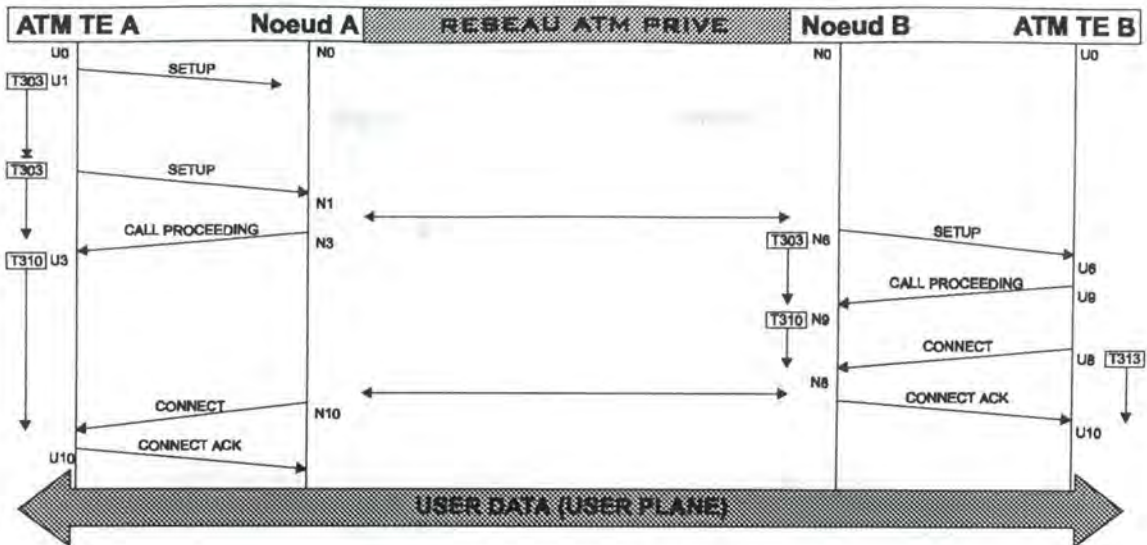 ATM TE A Noeud A RESEAU ATM PRIVE Noeud B ATM TE B
U0 N0 N0 U0
SETUP
T303 U1
T303 SETUP
N1
CALL PROCEEDING N3 T303 N6 SETUP
T310 U3 U6
CALL PROCEEDING U9
T310 N9
CONNECT U8 T313
N8
CONNECT N10 CONNECT ACK
U10
CONNECT ACK
U10
USER DATA (USER PLANE)